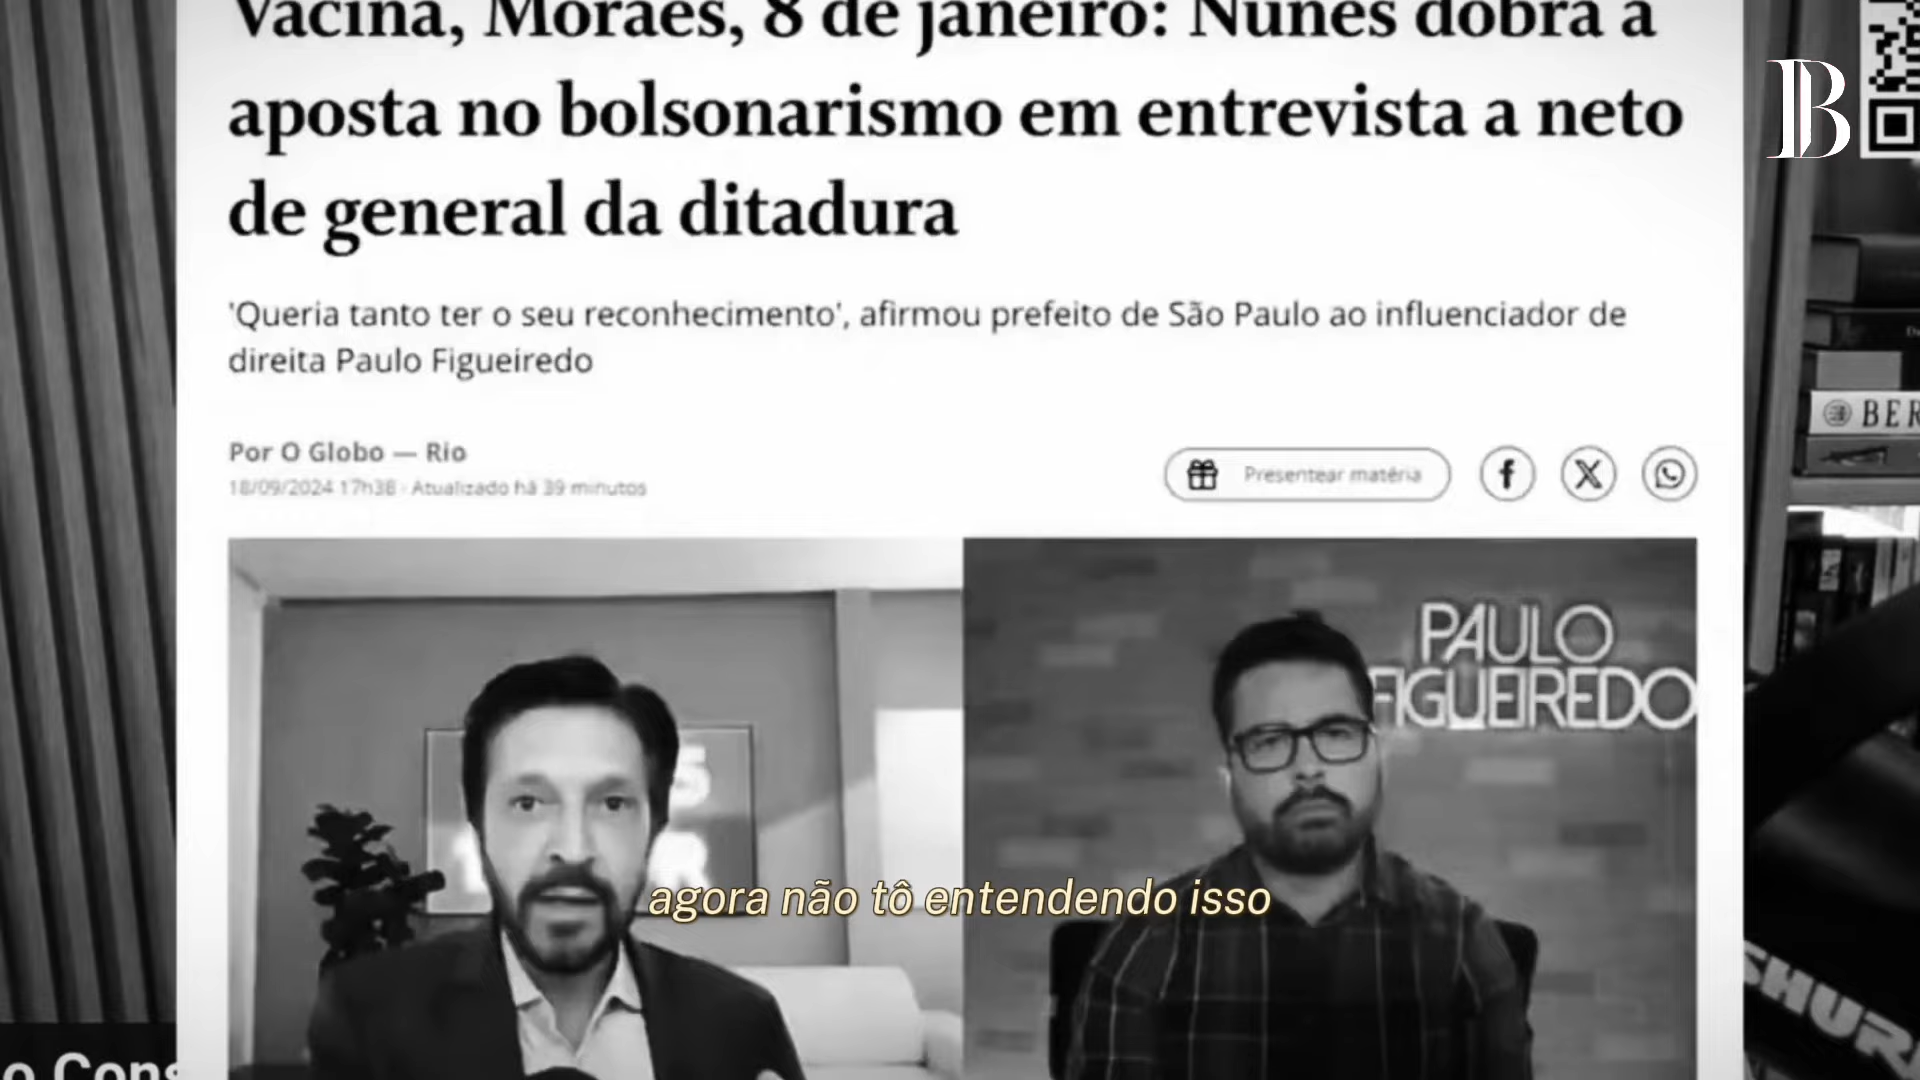 Vacina, Moraes, 8 de janeiro: Nunes dobra a
aposta no bolsonarismo em entrevista a neto
de general da ditadura
'Queria tanto ter o seu reconhecimento', afirmou prefeito de São Paulo ao influenciador de
direita Paulo Figueiredo
Por O Globo — Rio
18/09/2024 17h38 · Atualizado há 39 minutos
Presentear matéria
B
BER
PAULO
FIGUEIREDO
agora não tô entendendo isso
SHUR
o Cons